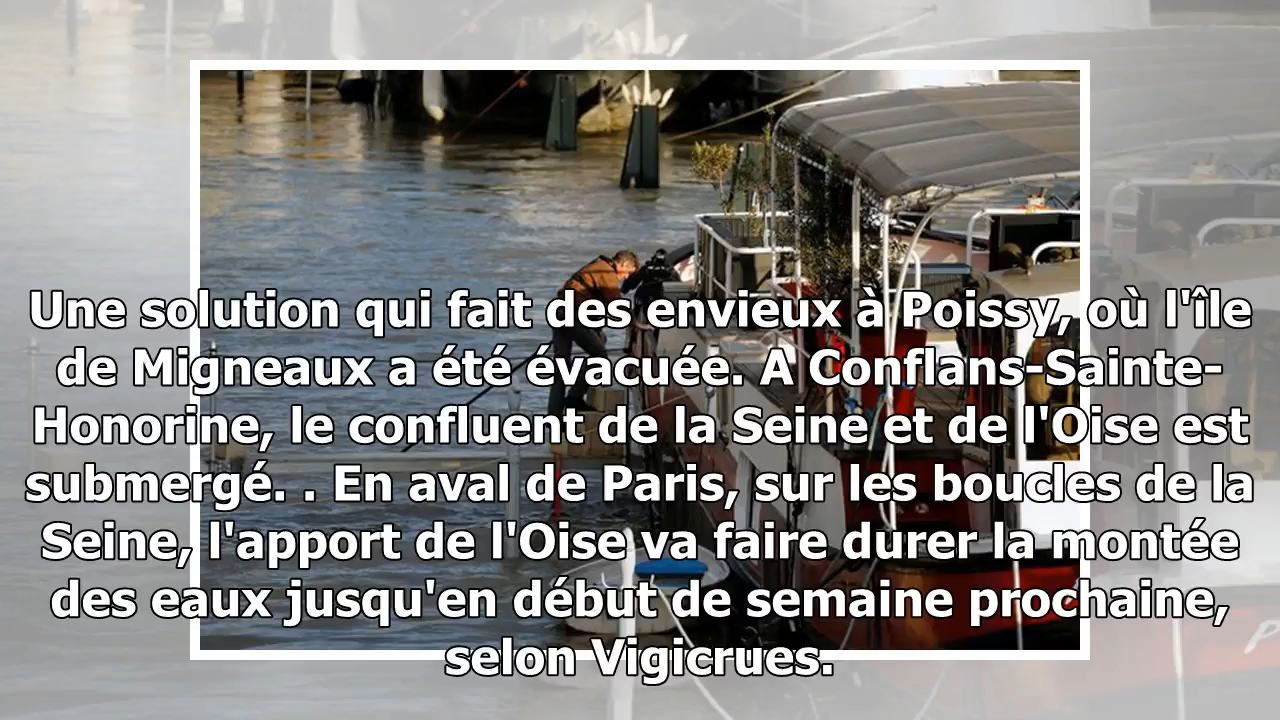 Une solution qui fait des envieux à Poissy, où l'île
de Migneaux a été évacuée. A Conflans-Sainte-
Honorine, le confluent de la Seine et de l'Oise est
submergé. . En aval de Paris, sur les boucles de la
Seine, l'apport de l'Oise va faire durer la montée
des eaux jusqu'en début de semaine prochaine,
selon Vigicrues.